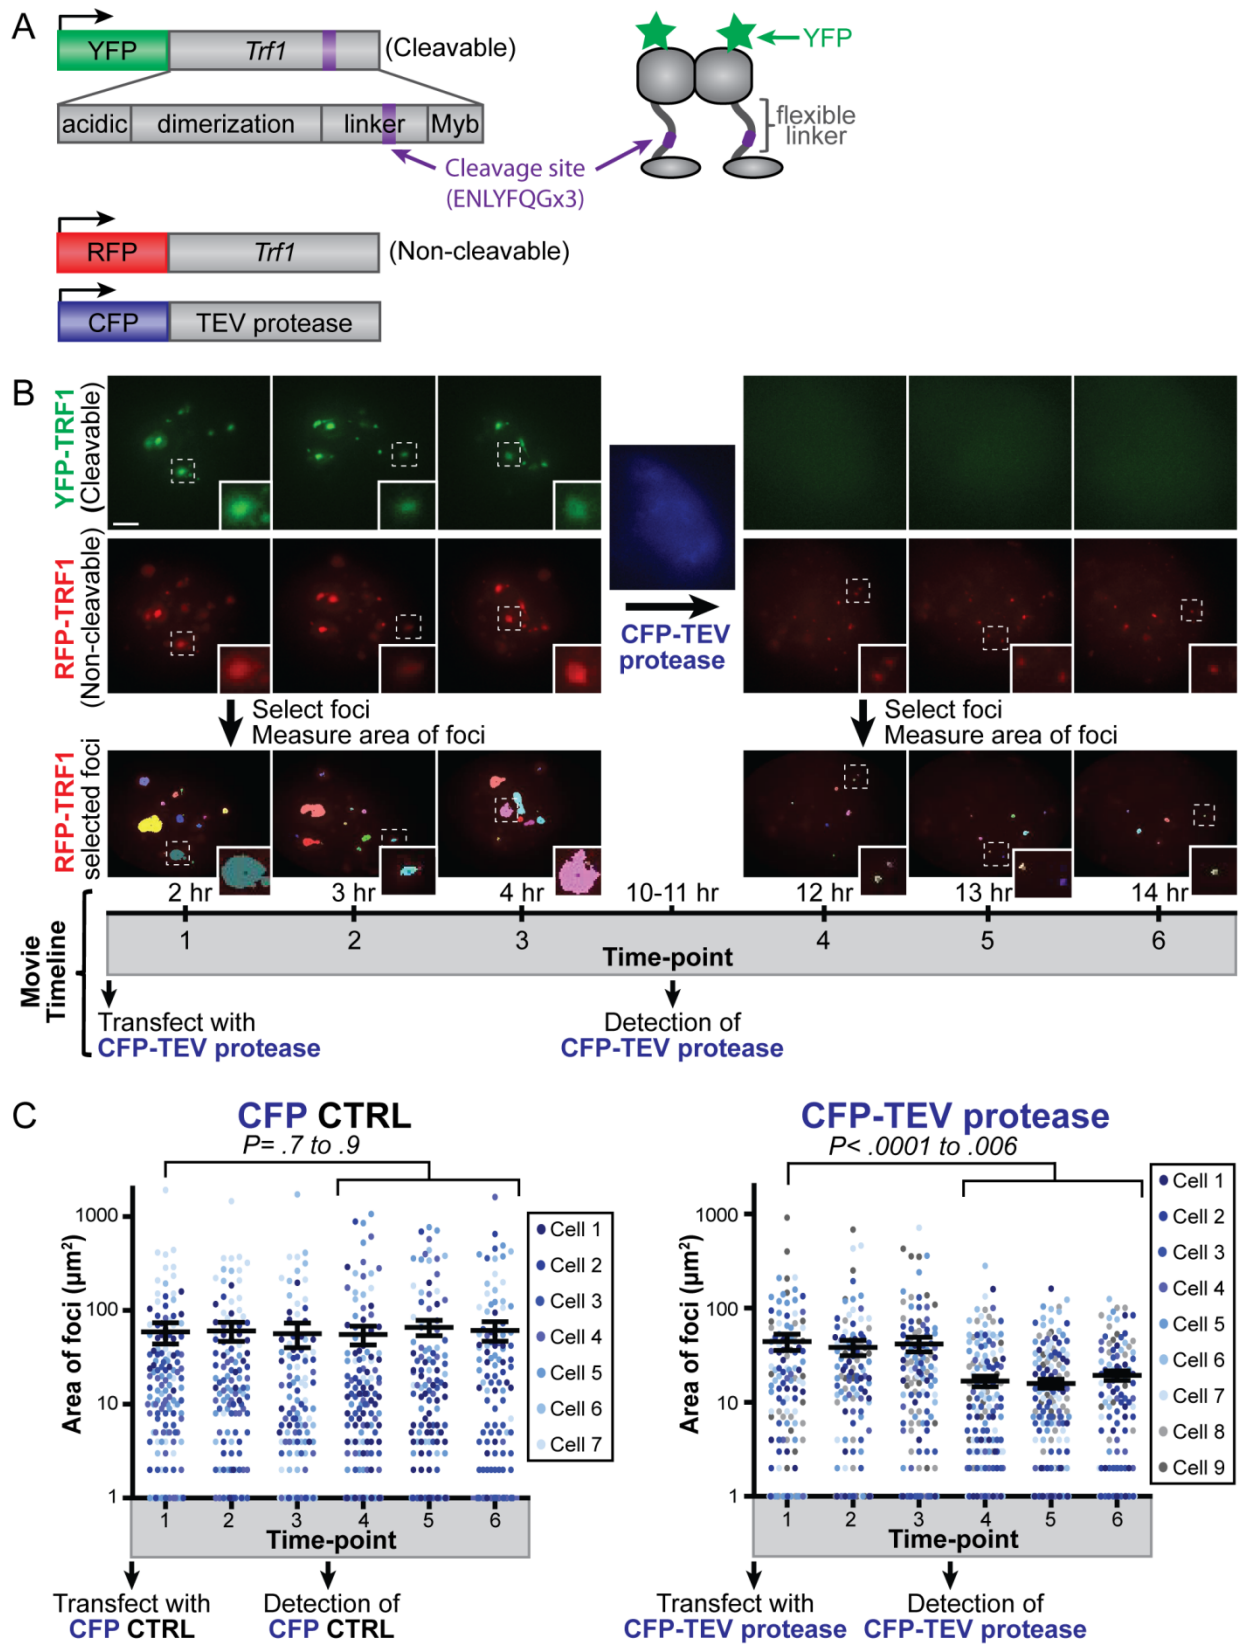 A
YFP
Trf1
(Cleavable)
YFP
acidic
dimerization
linker
Myb
flexible
linker
Cleavage site
(ENLYFQGx3)
RFP
Trf1
(Non-cleavable)
CFP
TEV protease
B
YFP-TRF1
(Cleavable)
RFP-TRF1
(Non-cleavable)
CFP-TEV
protease
Select foci
Measure area of foci
Select foci
Measure area of foci
RFP-TRF1
selected foci
2 hr
3 hr
4 hr
10-11 hr
12 hr
13 hr
14 hr
1
2
3
4
5
6
Time-point
Movie
Timeline
Transfect with
CFP-TEV protease
Detection of
CFP-TEV protease
C
CFP CTRL
P= .7 to .9
Area of foci (µm²)
1000
100
10
1
1
2
3
4
5
6
Time-point
Cell 1
Cell 2
Cell 3
Cell 4
Cell 5
Cell 6
Cell 7
Transfect with
CFP CTRL
Detection of
CFP CTRL
CFP-TEV protease
P< .0001 to .006
Area of foci (µm²)
1000
100
10
1
1
2
3
4
5
6
Time-point
Cell 1
Cell 2
Cell 3
Cell 4
Cell 5
Cell 6
Cell 7
Cell 8
Cell 9
Transfect with
CFP-TEV protease
Detection of
CFP-TEV protease